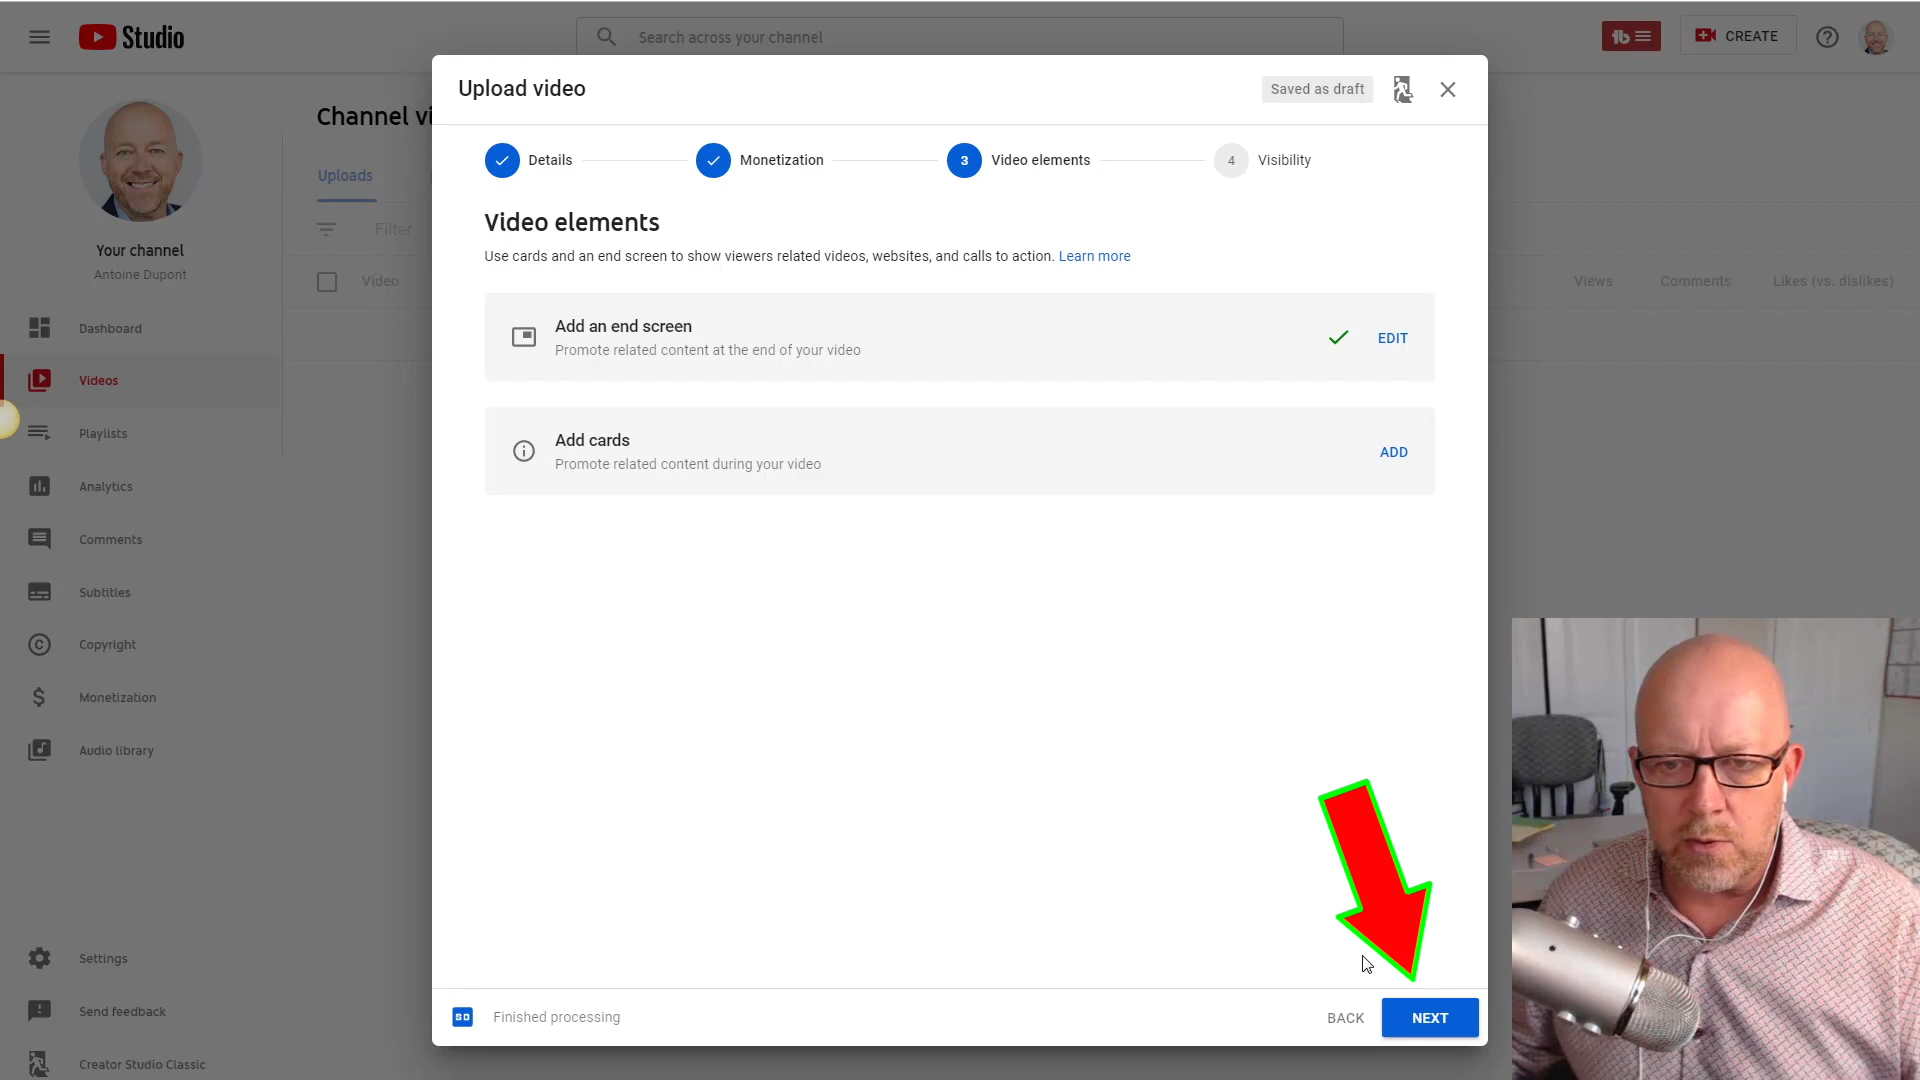 Studio
Search across your channel
CREATE
Upload video
Saved as draft
Channel vi
Details
Monetization
3
Video elements
4
Visibility
Uploads
Filter
Video elements
Use cards and an end screen to show viewers related videos, websites, and calls to action. Learn more
Your channel
Antoine Dupont
Video
Views
Comments
Likes (vs. dislikes)
Add an end screen
Promote related content at the end of your video
EDIT
Add cards
Promote related content during your video
ADD
Dashboard
Videos
Playlists
Analytics
Comments
Subtitles
Copyright
Monetization
Audio library
Settings
Send feedback
Creator Studio Classic
SD
Finished processing
BACK
NEXT